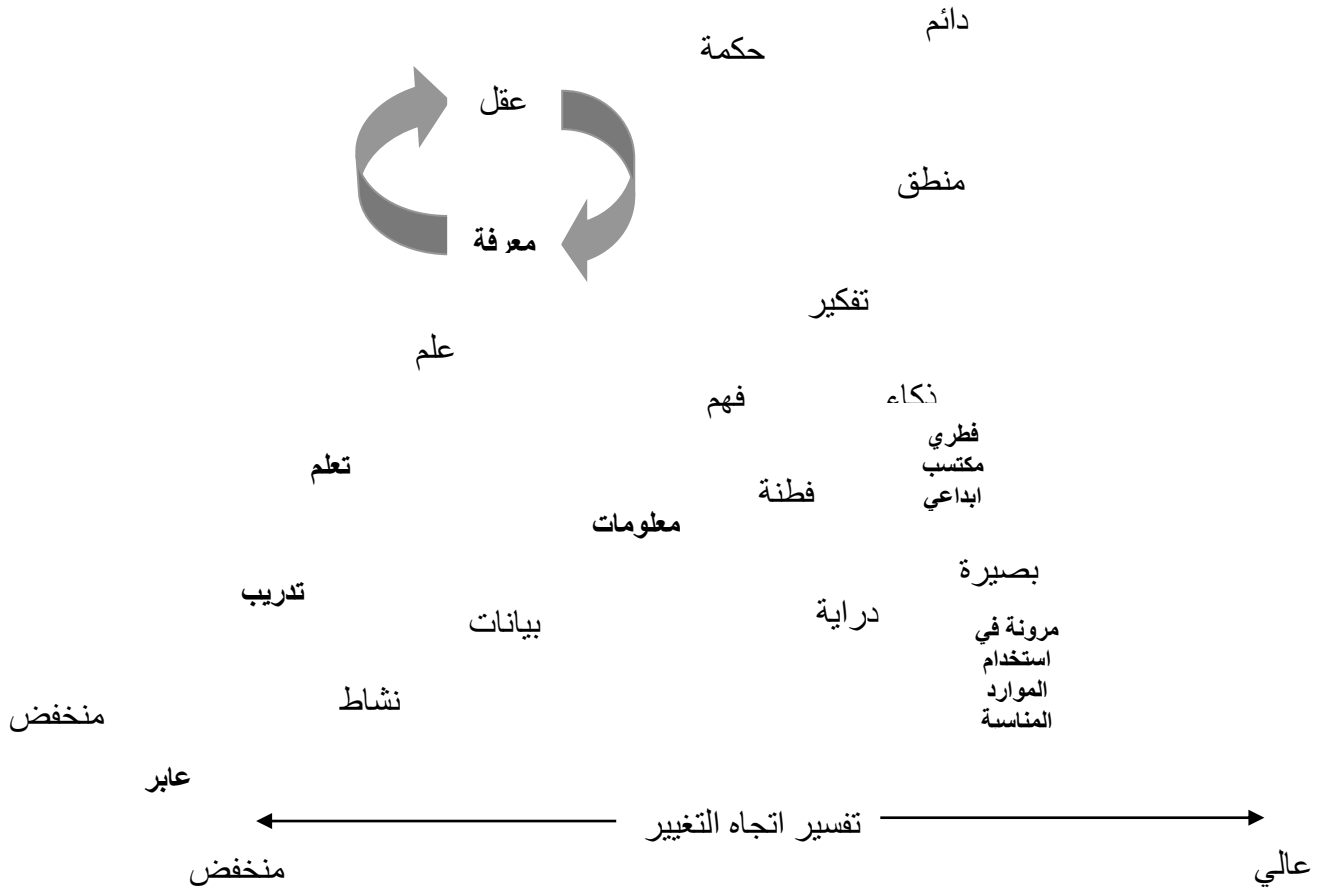 دائم
حكمة
عقل
منطق
معرفة
تفكير
علم
ذكاء
فهم
فطري
مكتسب
ابداعي
تعلم
فطنة
معلومات
بصيرة
تدريب
دراية
بيانات
مرونة في
استخدام
الموارد
المناسبة
نشاط
منخفض
عابر
تفسير اتجاه التغيير
عالي
منخفض